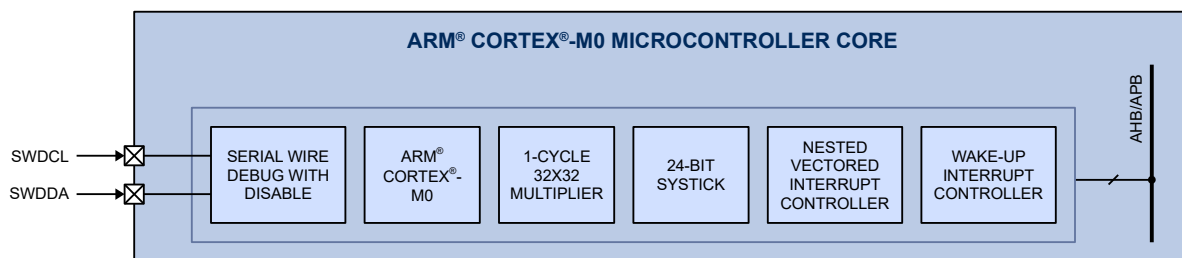 ARM® CORTEX®-M0 MICROCONTROLLER CORE
AHB/APB
SWDCL
SWDDA
SERIAL WIRE
DEBUG WITH
DISABLE
ARM®
CORTEX®-
M0
1-CYCLE
32X32
MULTIPLIER
24-BIT
SYSTICK
NESTED
VECTORED
INTERRUPT
CONTROLLER
WAKE-UP
INTERRUPT
CONTROLLER